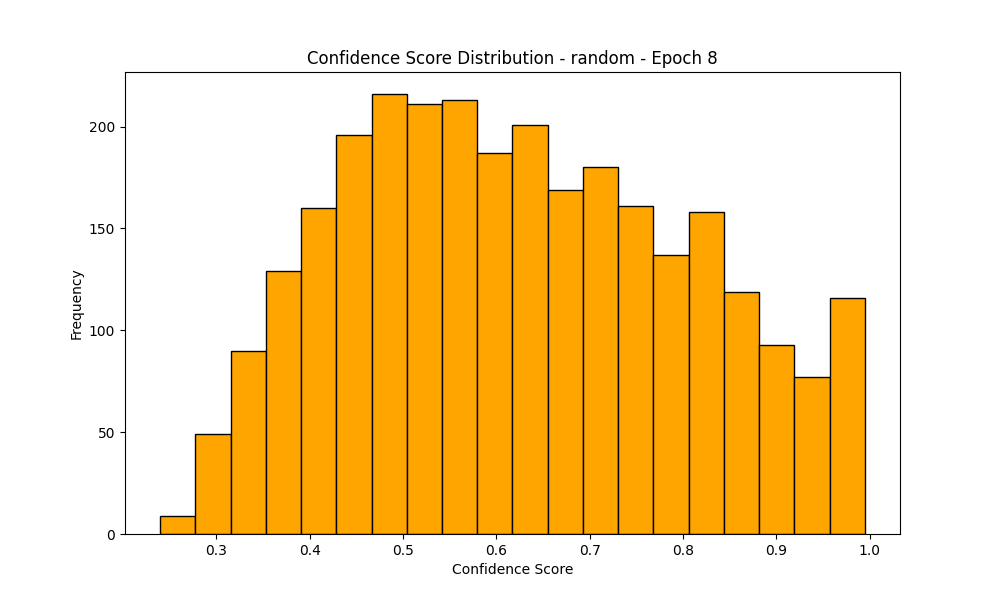 Confidence Score Distribution - random - Epoch 8
Frequency
200
150
100
50
0
0.3 0.4 0.5 0.6 0.7 0.8 0.9 1.0
Confidence Score